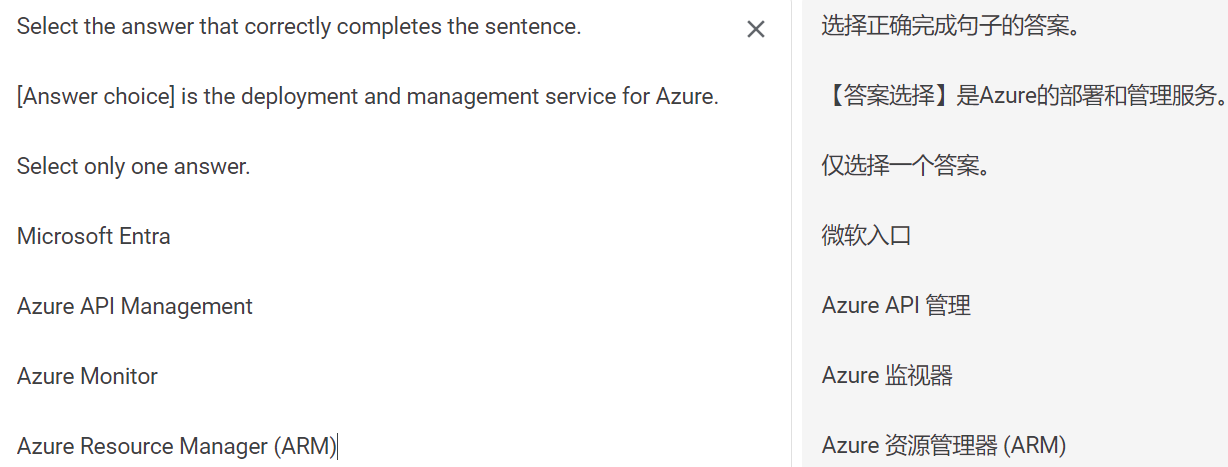 Select the answer that correctly completes the sentence.
[Answer choice] is the deployment and management service for Azure.
Select only one answer.
Microsoft Entra
Azure API Management
Azure Monitor
Azure Resource Manager (ARM)
选择正确完成句子的答案。
【答案选择】是Azure的部署和管理服务。
仅选择一个答案。
微软入口
Azure API 管理
Azure 监视器
Azure 资源管理器 (ARM)